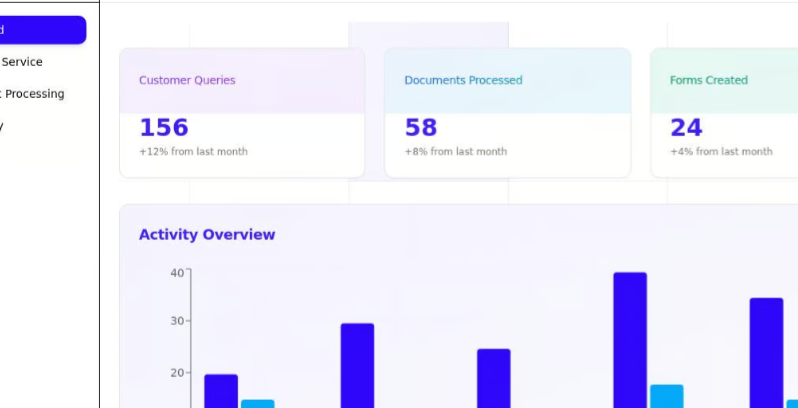 d
Service
t Processing
y
Customer Queries
156
+12% from last month
Documents Processed
58
+8% from last month
Forms Created
24
+4% from last month
Activity Overview
40
30
20